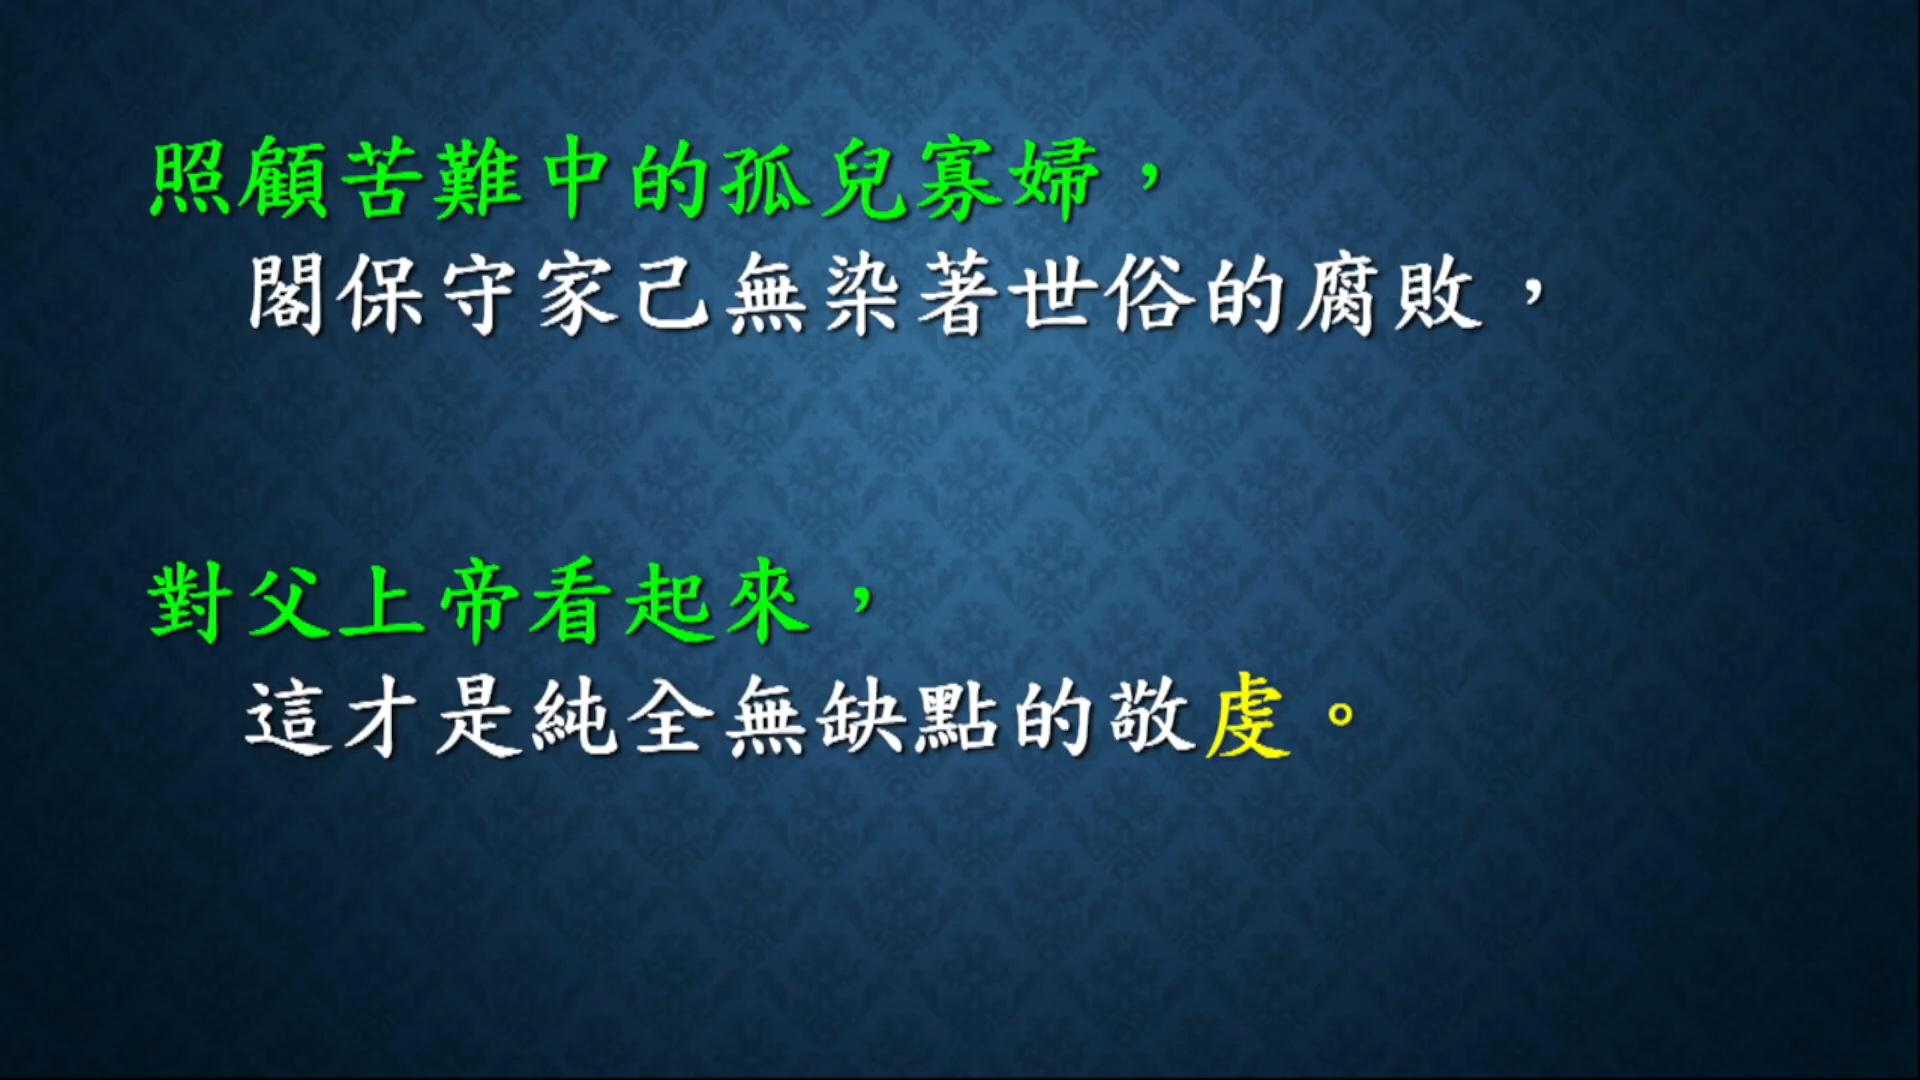 照顧苦難中的孤兒寡婦，
閣保守家己無染著世俗的腐敗，
對父上帝看起來，
這才是純全無缺點的敬虔。